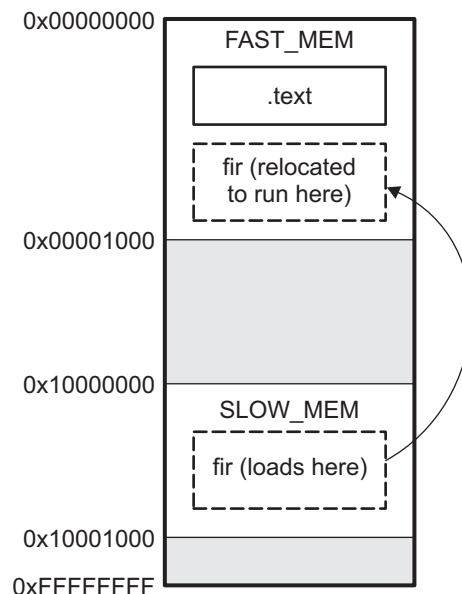 0x00000000
FAST_MEM
.text
fir (relocated
to run here)
0x00001000
0x10000000
SLOW_MEM
fir (loads here)
0x10001000
0xFFFFFFFF